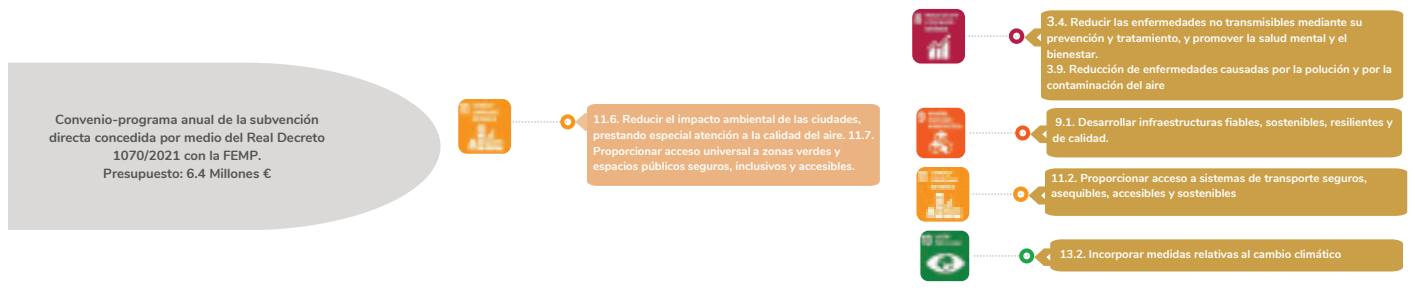 Convenio-programa anual de la subvención
directa concedida por medio del Real Decreto
1070/2021 con la FEMP.
Presupuesto: 6.4 Millones €
11.6. Reducir el impacto ambiental de las ciudades,
prestando especial atención a la calidad del aire. 11.7.
Proporcionar acceso universal a zonas verdes y
espacios públicos seguros, inclusivos y accesibles.
3.4. Reducir las enfermedades no transmisibles mediante su
prevención y tratamiento, y promover la salud mental y el
bienestar.
3.9. Reducción de enfermedades causadas por la polución y por la
contaminación del aire
9.1. Desarrollar infraestructuras fiables, sostenibles, resilientes y
de calidad.
11.2. Proporcionar acceso a sistemas de transporte seguros,
asequibles, accesibles y sostenibles
13.2. Incorporar medidas relativas al cambio climático